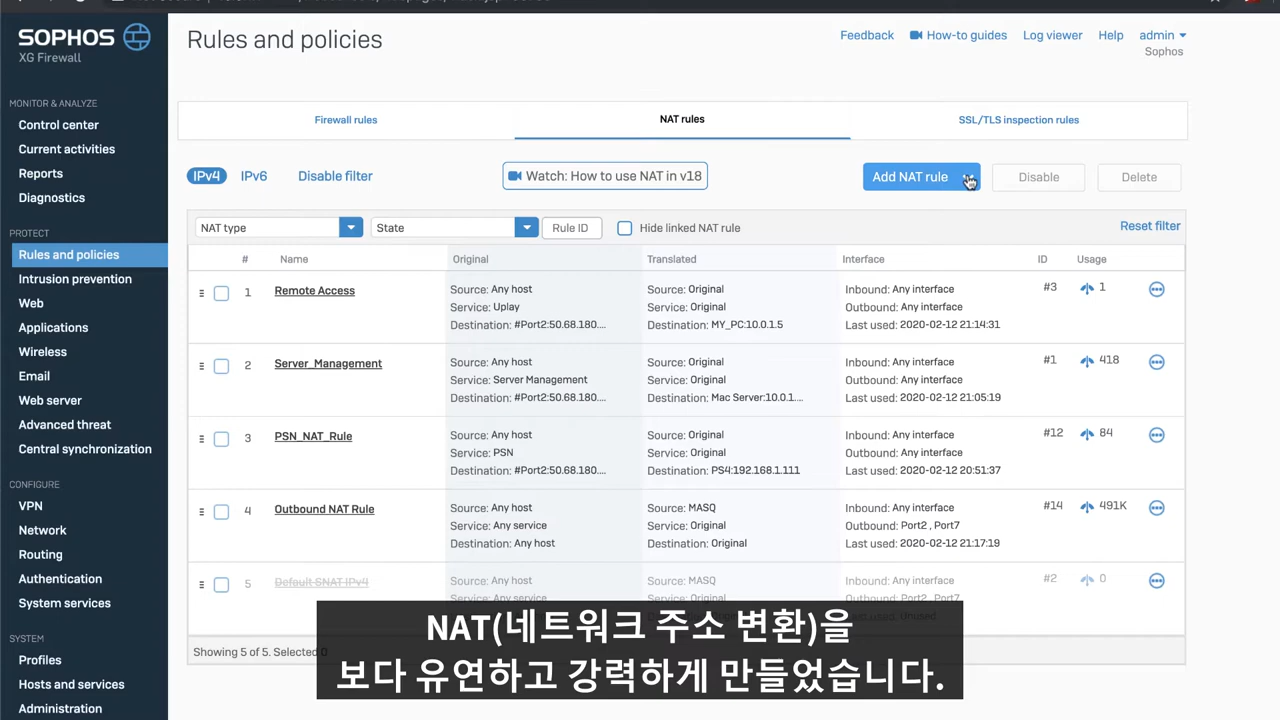 SOPHOS
XG Firewall
Rules and policies
Feedback
How-to guides
Log viewer
Help
admin
Sophos
MONITOR & ANALYZE
Control center
Current activities
Reports
Diagnostics
PROTECT
Rules and policies
Intrusion prevention
Web
Applications
Wireless
Email
Web server
Advanced threat
Central synchronization
CONFIGURE
VPN
Network
Routing
Authentication
System services
SYSTEM
Profiles
Hosts and services
Administration
Firewall rules
NAT rules
SSL/TLS inspection rules
IPv4
IPv6
Disable filter
Watch: How to use NAT in v18
Add NAT rule
Disable
Delete
NAT type
State
Rule ID
Hide linked NAT rule
Reset filter
# Name Original Translated Interface ID Usage
1 Remote Access
Source: Any host
Service: Uplay
Destination: #Port2:50.68.180....
Source: Original
Service: Original
Destination: MY_PC:10.0.1.5
Inbound: Any interface
Outbound: Any interface
Last used: 2020-02-12 21:14:31
#3
1
2 Server_Management
Source: Any host
Service: Server Management
Destination: #Port2:50.68.180....
Source: Original
Service: Original
Destination: Mac Server:10.0.1....
Inbound: Any interface
Outbound: Any interface
Last used: 2020-02-12 21:05:19
#1
418
3 PSN_NAT_Rule
Source: Any host
Service: PSN
Destination: #Port2:50.68.180....
Source: Original
Service: Original
Destination: PS4:192.168.1.111
Inbound: Any interface
Outbound: Any interface
Last used: 2020-02-12 20:51:37
#12
84
4 Outbound NAT Rule
Source: Any host
Service: Any service
Destination: Any host
Source: MASQ
Service: Original
Destination: Original
Inbound: Any interface
Outbound: Port2 , Port7
Last used: 2020-02-12 21:17:19
#14
491K
5 Default SNAT IPv4
Source: Any host
Service: Any service
Source: MASQ
Service: Original
Inbound: Any interface
Outbound: Port2 , Port7
#2
0
Showing 5 of 5. Selected
NAT(네트워크 주소 변환)을
보다 유연하고 강력하게 만들었습니다.